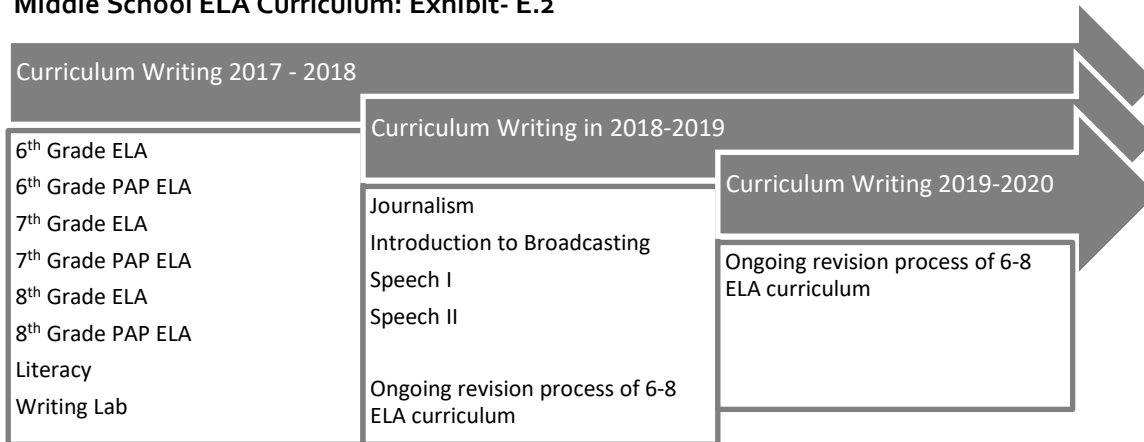 Middle School ELA Curriculum: Exhibit- E.2
Curriculum Writing 2017 - 2018
6th Grade ELA
6th Grade PAP ELA
7th Grade ELA
7th Grade PAP ELA
8th Grade ELA
8th Grade PAP ELA
Literacy
Writing Lab
Curriculum Writing in 2018-2019
Journalism
Introduction to Broadcasting
Speech I
Speech II
Ongoing revision process of 6-8
ELA curriculum
Curriculum Writing 2019-2020
Ongoing revision process of 6-8
ELA curriculum